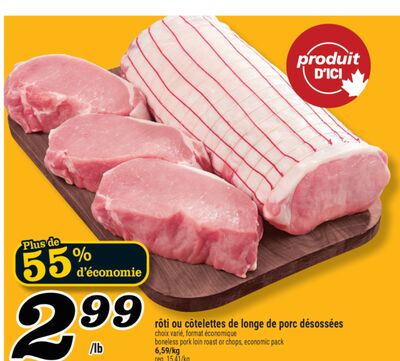 produit
D'ICI
Plus de
55%
d'économie
2.99
/lb
rôti ou côtelettes de longe de porc désossées
choix varié, format économique
boneless pork loin roast or chops, economic pack
6,59/kg
reg. 15,41/kg